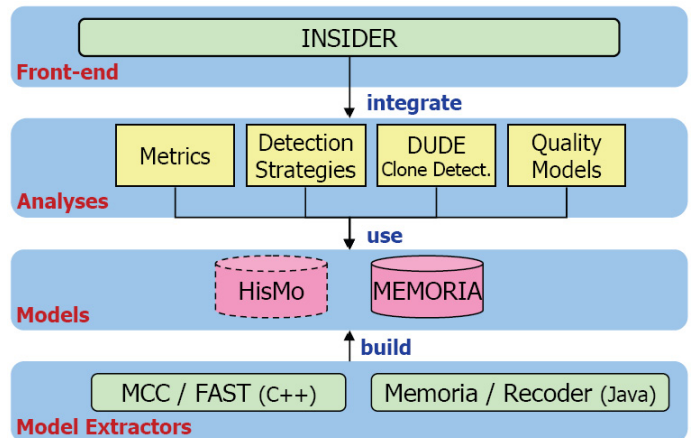 INSIDER
Front-end
integrate
Metrics
Detection
Strategies
DUDE
Clone Detect.
Quality
Models
Analyses
use
HisMo
MEMORIA
Models
build
MCC / FAST (C++)
Memoria / Recoder (Java)
Model Extractors